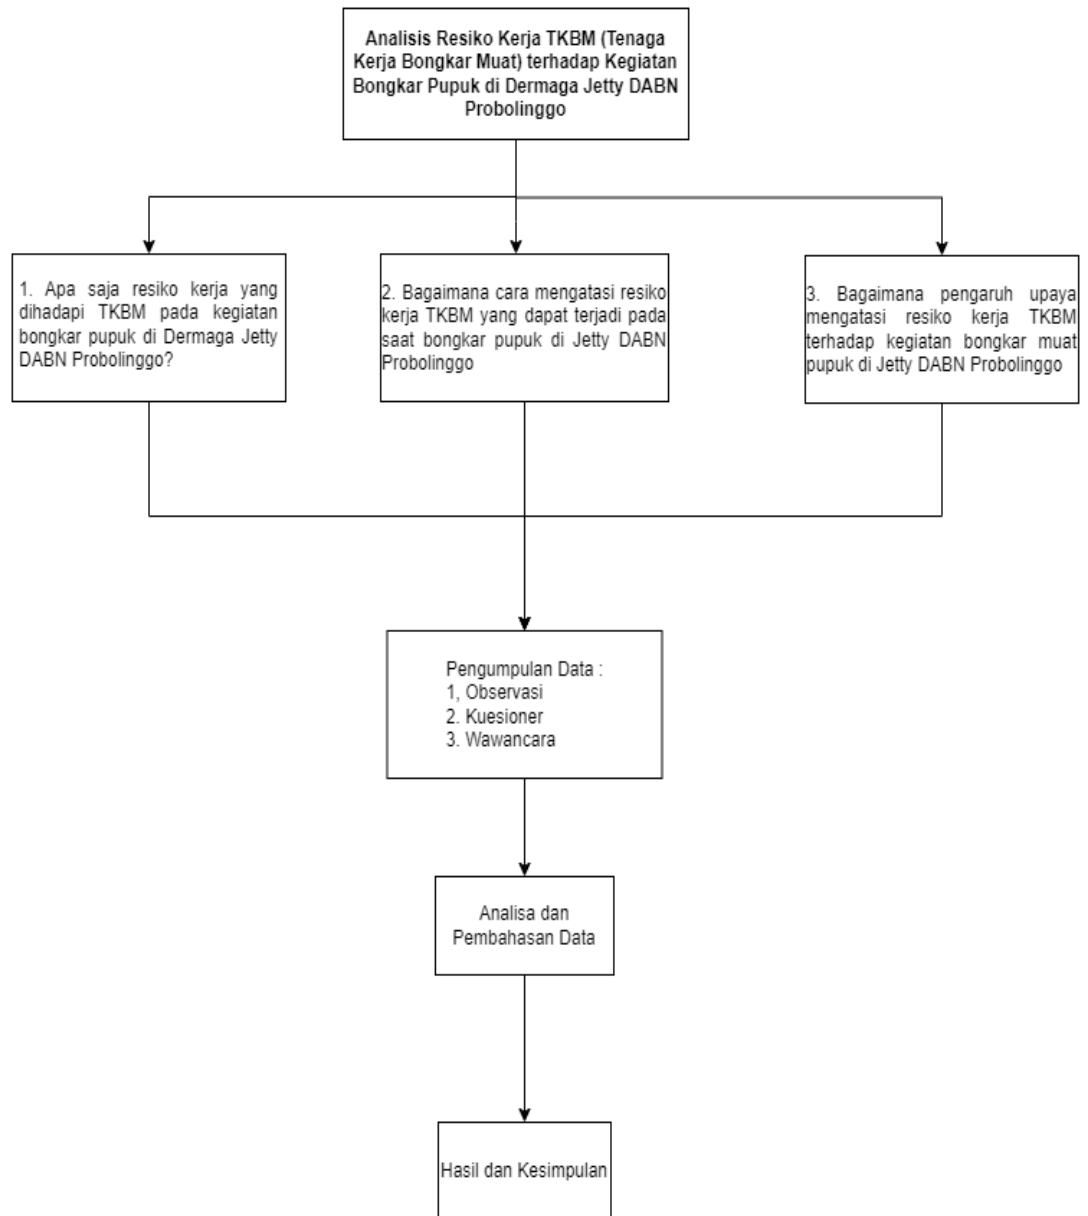 Analisis Resiko Kerja TKBM (Tenaga
Kerja Bongkar Muat) terhadap Kegiatan
Bongkar Pupuk di Dermaga Jetty DABN
Probolinggo
1. Apa saja resiko kerja yang
dihadapi TKBM pada kegiatan
bongkar pupuk di Dermaga Jetty
DABN Probolinggo?
2. Bagaimana cara mengatasi resiko
kerja TKBM yang dapat terjadi pada
saat bongkar pupuk di Jetty DABN
Probolinggo
3. Bagaimana pengaruh upaya
mengatasi resiko kerja TKBM
terhadap kegiatan bongkar muat
pupuk di Jetty DABN Probolinggo
Pengumpulan Data :
1, Observasi
2. Kuesioner
3. Wawancara
Analisa dan
Pembahasan Data
Hasil dan Kesimpulan